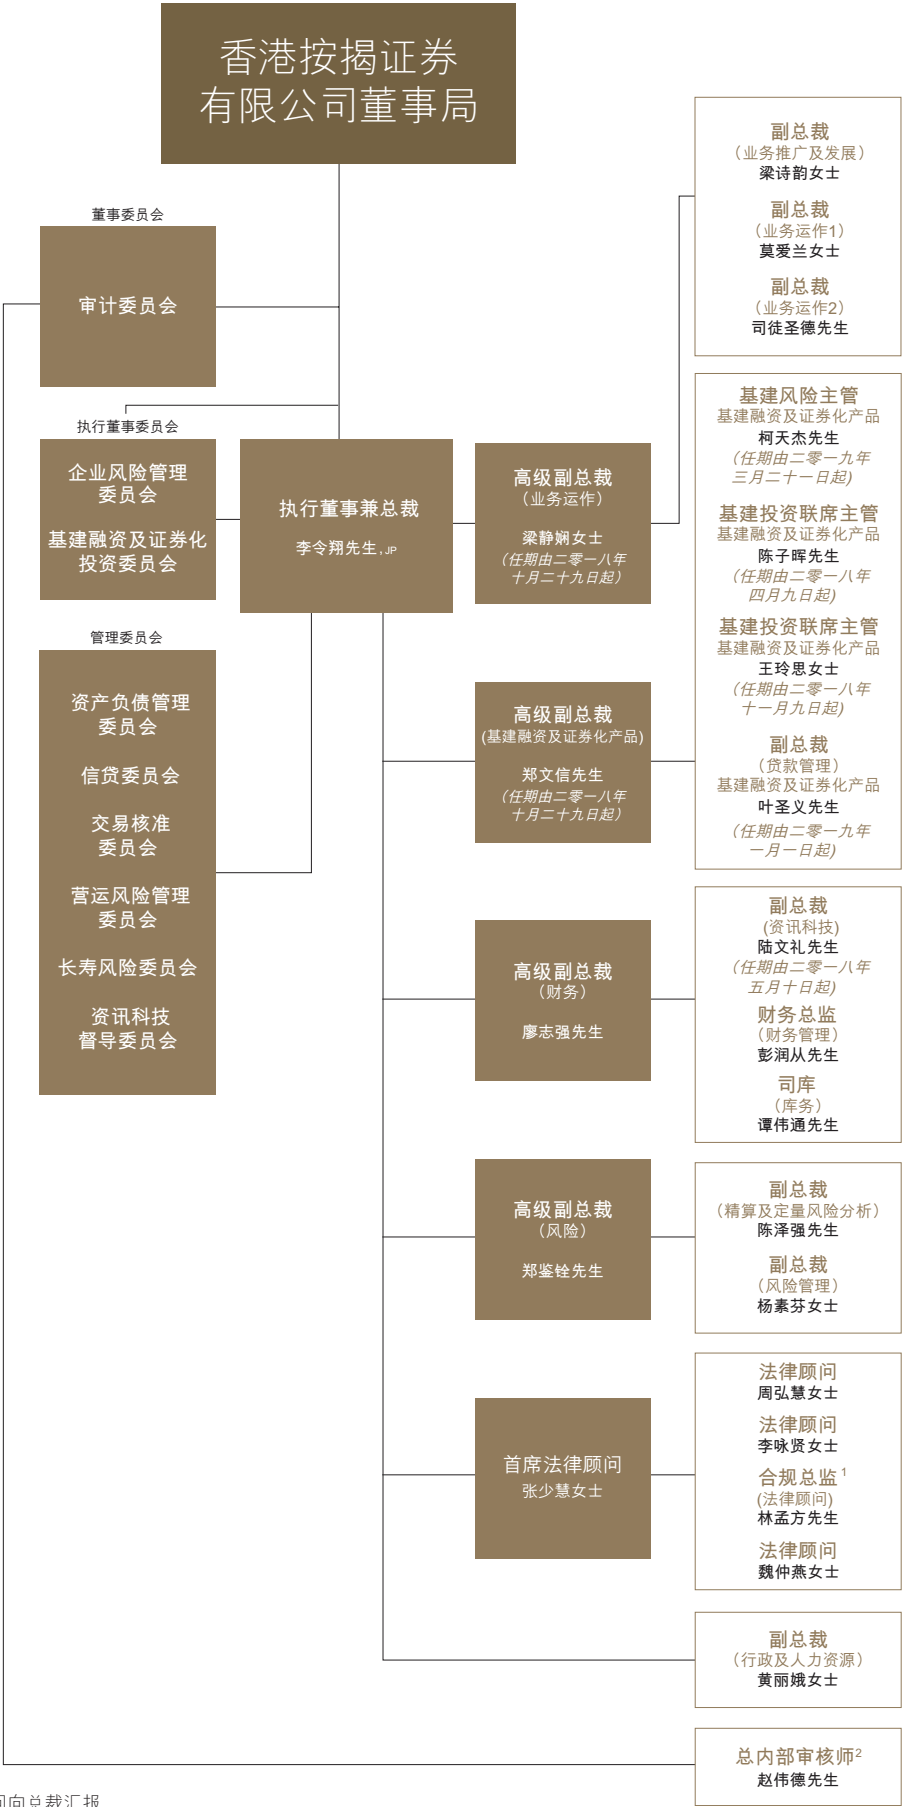 香港按揭证券
有限公司董事局
董事委员会
审计委员会
执行董事委员会
企业风险管理
委员会
基建融资及证券化
投资委员会
管理委员会
资产负债管理
委员会
信贷委员会
交易核准
委员会
营运风险管理
委员会
长寿风险委员会
资讯科技
督导委员会
执行董事兼总裁
李令翔先生,JP
高级副总裁
（业务运作）
梁静娴女士
（任期由二零一八年
十月二十九日起）
高级副总裁
(基建融资及证券化产品)
郑文信先生
（任期由二零一八年
十月二十九日起）
高级副总裁
（财务）
廖志强先生
高级副总裁
（风险）
郑鉴铨先生
首席法律顾问
张少慧女士
副总裁
（业务推广及发展）
梁诗韵女士
副总裁
（业务运作1）
莫爱兰女士
副总裁
（业务运作2）
司徒圣德先生
基建风险主管
基建融资及证券化产品
柯天杰先生
（任期由二零一九年
三月二十一日起)
基建投资联席主管
基建融资及证券化产品
陈子晖先生
（任期由二零一八年
四月九日起)
基建投资联席主管
基建融资及证券化产品
王玲思女士
（任期由二零一八年
十一月九日起)
副总裁
（贷款管理）
基建融资及证券化产品
叶圣义先生
（任期由二零一九年
一月一日起)
副总裁
(资讯科技)
陆文礼先生
（任期由二零一八年
五月十日起)
财务总监
（财务管理）
彭润从先生
司库
（库务）
谭伟通先生
副总裁
（精算及定量风险分析）
陈泽强先生
副总裁
（风险管理）
杨素芬女士
法律顾问
周弘慧女士
法律顾问
李咏贤女士
合规总监1
(法律顾问)
林孟方先生
法律顾问
魏仲燕女士
副总裁
（行政及人力资源）
黄丽娥女士
总内部审核师2
赵伟德先生
向总裁汇报